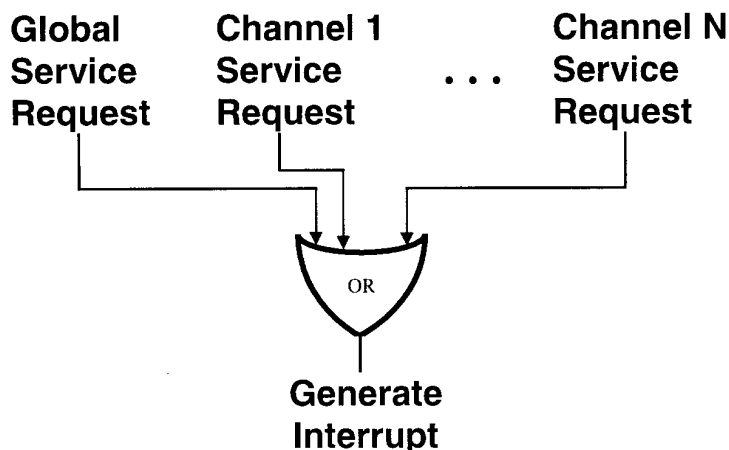 Global
Service
Request
Channel 1
Service
Request
. . .
Channel N
Service
Request
OR
Generate
Interrupt